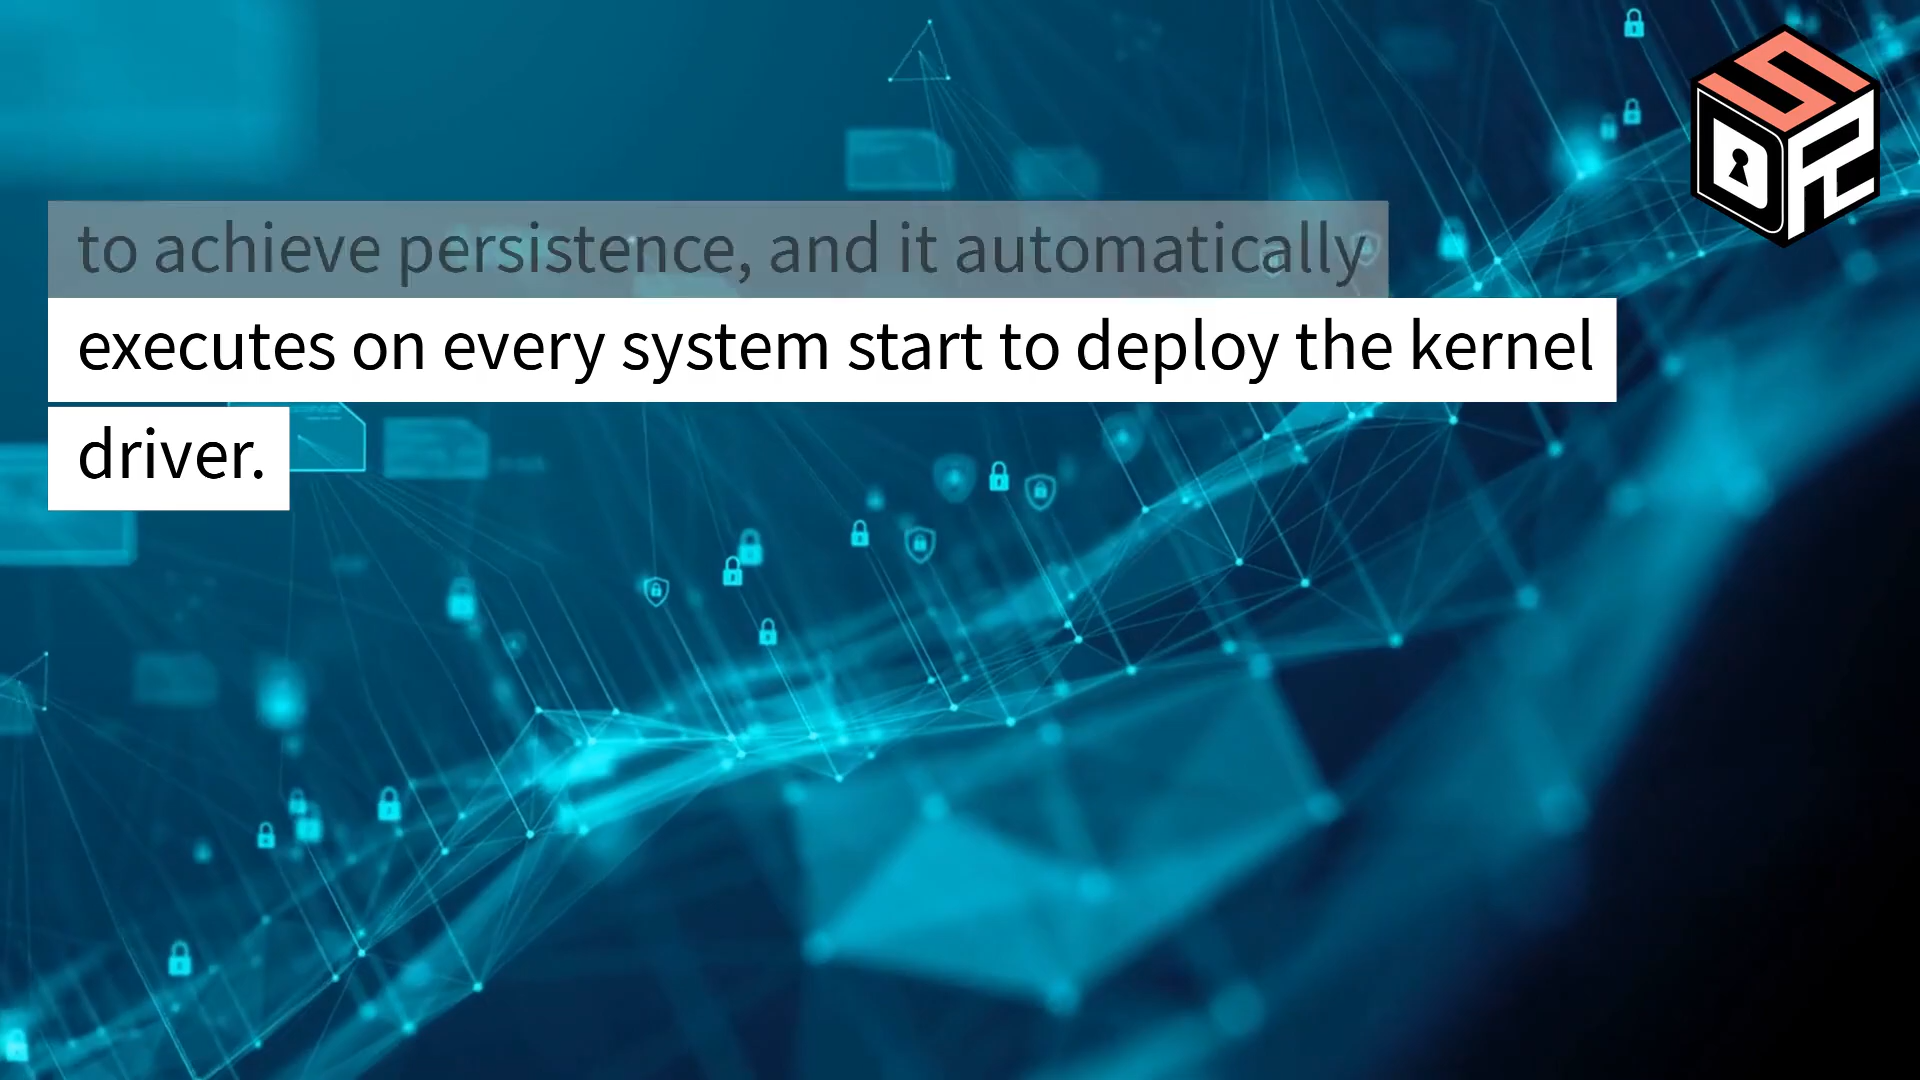 to achieve persistence, and it automatically
executes on every system start to deploy the kernel
driver.